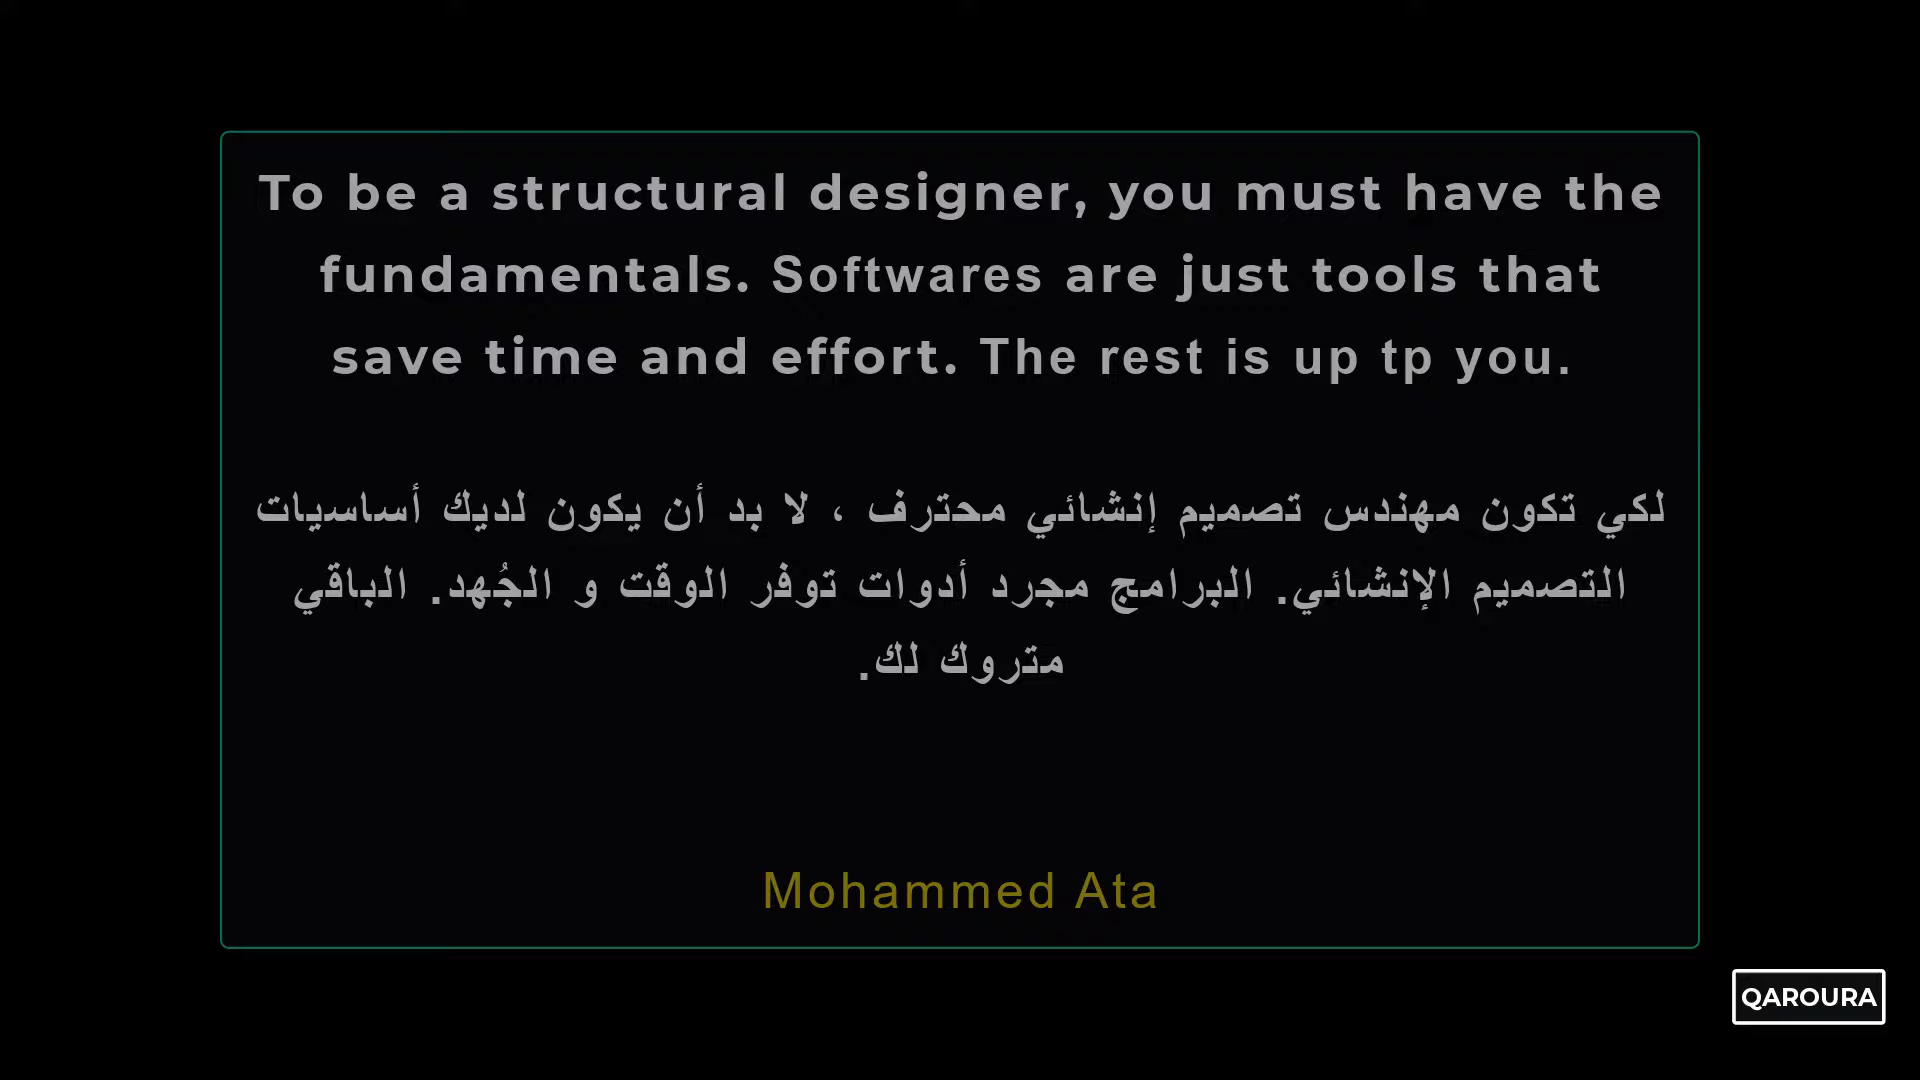 To be a structural designer, you must have the
fundamentals. Softwares are just tools that
save time and effort. The rest is up tp you.
لكي تكون مهندس تصميم إنشائي محترف ، لا بد أن يكون لديك أساسيات
التصميم الإنشائي. البرامج مجرد أدوات توفر الوقت و الجُهد. الباقي
متروك لك.
Mohammed Ata
QAROURA